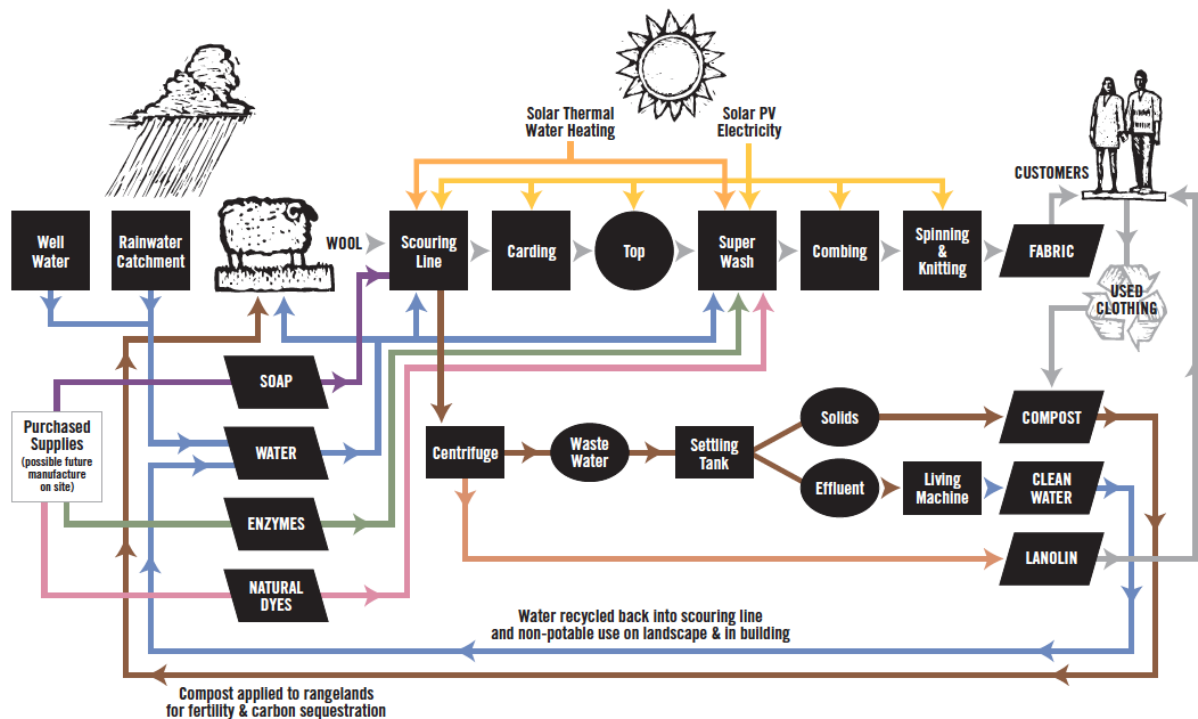 Solar Thermal
Water Heating
Solar PV
Electricity
CUSTOMERS
Well
Water
Rainwater
Catchment
WOOL
Scouring
Line
Carding
Top
Super
Wash
Combing
Spinning
&
Knitting
FABRIC
USED
CLOTHING
SOAP
Purchased
Supplies
(possible future
manufacture
on site)
WATER
ENZYMES
NATURAL
DYES
Centrifuge
Waste
Water
Settling
Tank
Solids
Effluent
Living
Machine
COMPOST
CLEAN
WATER
LANOLIN
Water recycled back into scouring line
and non-potable use on landscape & in building
Compost applied to rangelands
for fertility & carbon sequestration